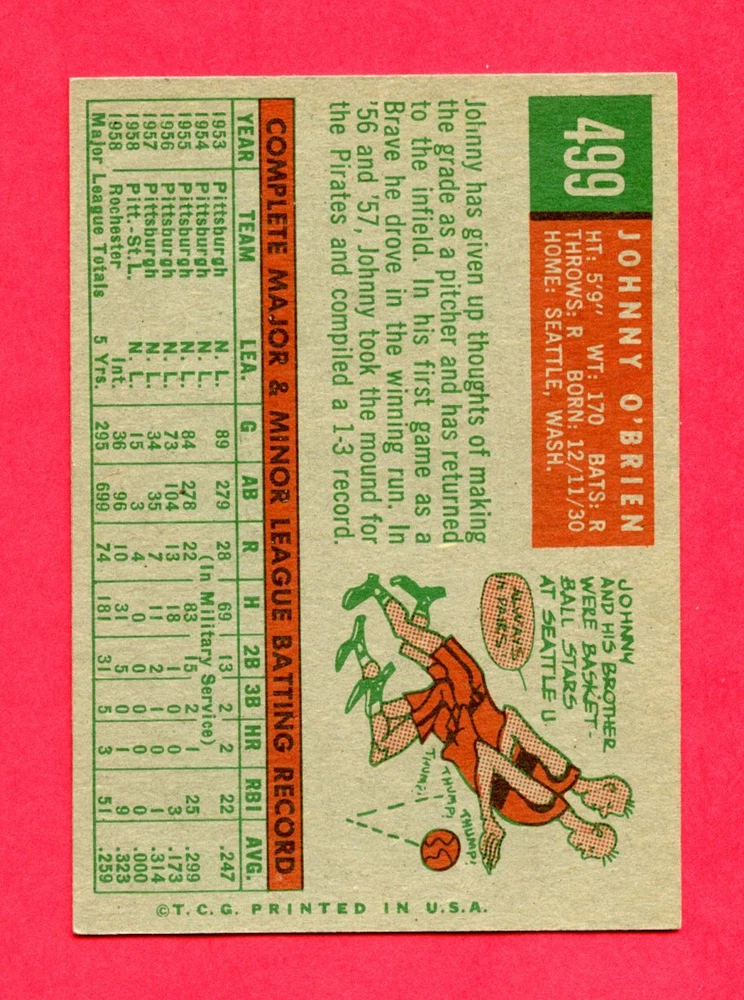 499
JOHNNY O'BRIEN
HT: 5'9" WT: 170 BATS: R
THROWS: R BORN: 12/11/30
HOME: SEATTLE, WASH.
Johnny has given up thoughts of making
the grade as a pitcher and has returned
to the infield. In his first game as a
Brave he drove in the winning run. In
'56 and '57, Johnny took the mound for
the Pirates and compiled a 1-3 record.
JOHNNY
AND HIS BROTHER
WERE BASKET-
BALL STARS
AT SEATTLE U.
ALWAYS
IN PAIRS
THUMP!
THUMP!
THUMP!
COMPLETE MAJOR & MINOR LEAGUE BATTING RECORD
YEAR TEAM LEA. G AB R H 2B 3B HR RBI AVG.
1953 Pittsburgh N. L. 89 279 28 69 13 2 2 22 .247
1954 Pittsburgh N. L. (In Military Service)
1955 Pittsburgh N. L. 84 278 22 83 15 2 1 25 .299
1956 Pittsburgh N. L. 73 104 13 18 1 0 0 3 .173
1957 Pittsburgh N. L. 34 35 7 11 2 1 0 1 .314
1958 Pitt.-St.L. N. L. 15 3 4 0 0 0 0 0 .000
1958 Rochester Int. 36 96 10 31 5 0 1 9 .323
Major League Totals 5 Yrs. 295 699 74 181 31 5 3 51 .259
©T.C.G. PRINTED IN U.S.A.